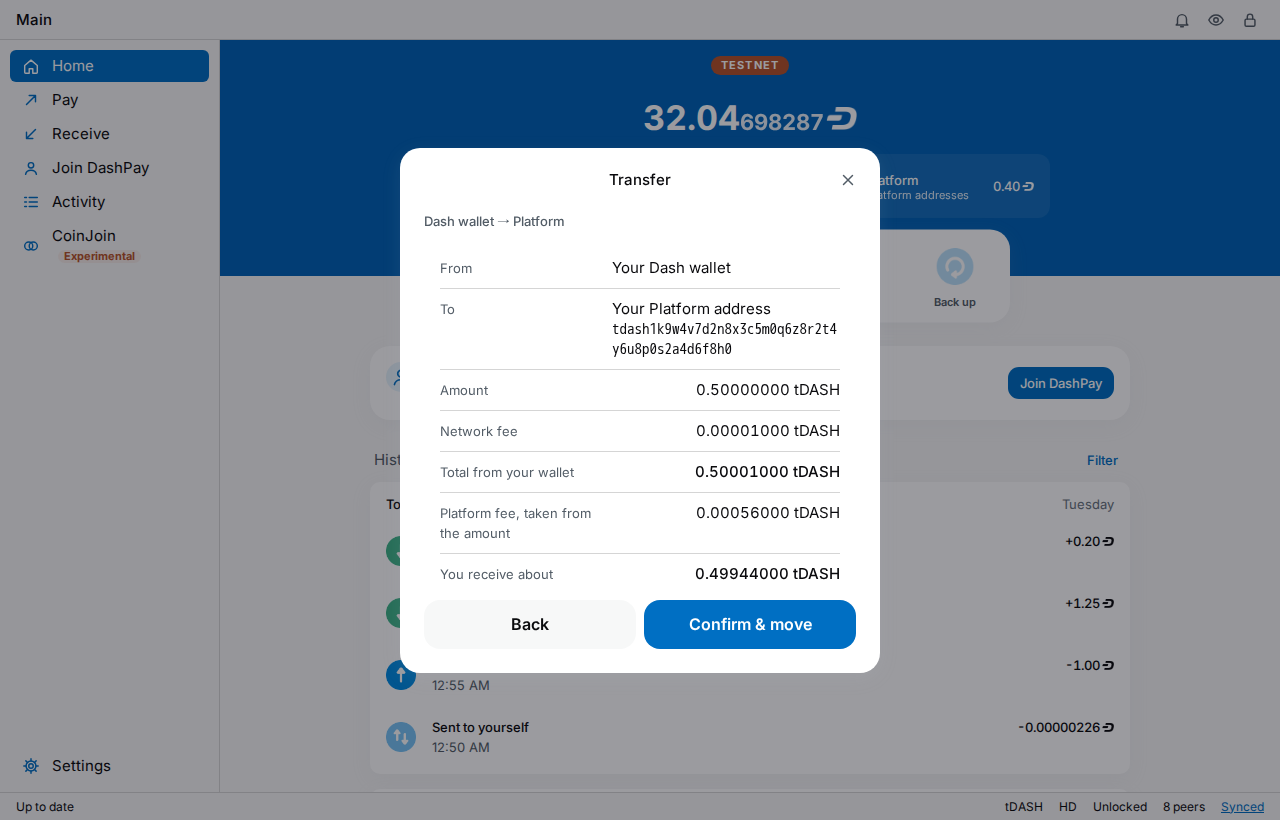 Main
Home
Pay
Receive
Join DashPay
Activity
CoinJoin
Experimental
Settings
TESTNET
32.04698287
atform
atform addresses
0.40
Back up
Join DashPay
Filter
Tuesday
+0.20
+1.25
-1.00
12:55 AM
Sent to yourself
12:50 AM
-0.00000226
Transfer
Dash wallet → Platform
From
Your Dash wallet
To
Your Platform address
tdash1k9w4v7d2n8x3c5m0q6z8r2t4
y6u8p0s2a4d6f8h0
Amount
0.50000000 tDASH
Network fee
0.00001000 tDASH
Total from your wallet
0.50001000 tDASH
Platform fee, taken from
the amount
0.00056000 tDASH
You receive about
0.49944000 tDASH
Back
Confirm & move
Up to date
tDASH
HD
Unlocked
8 peers
Synced